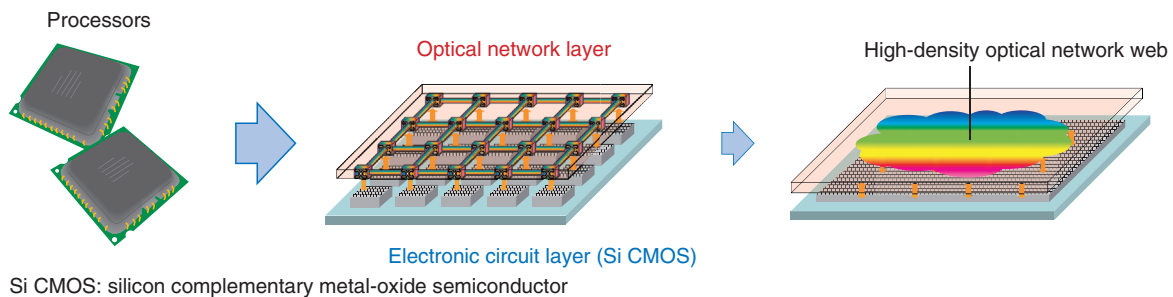 Processors
Optical network layer
High-density optical network web
Electronic circuit layer (Si CMOS)
Si CMOS: silicon complementary metal-oxide semiconductor